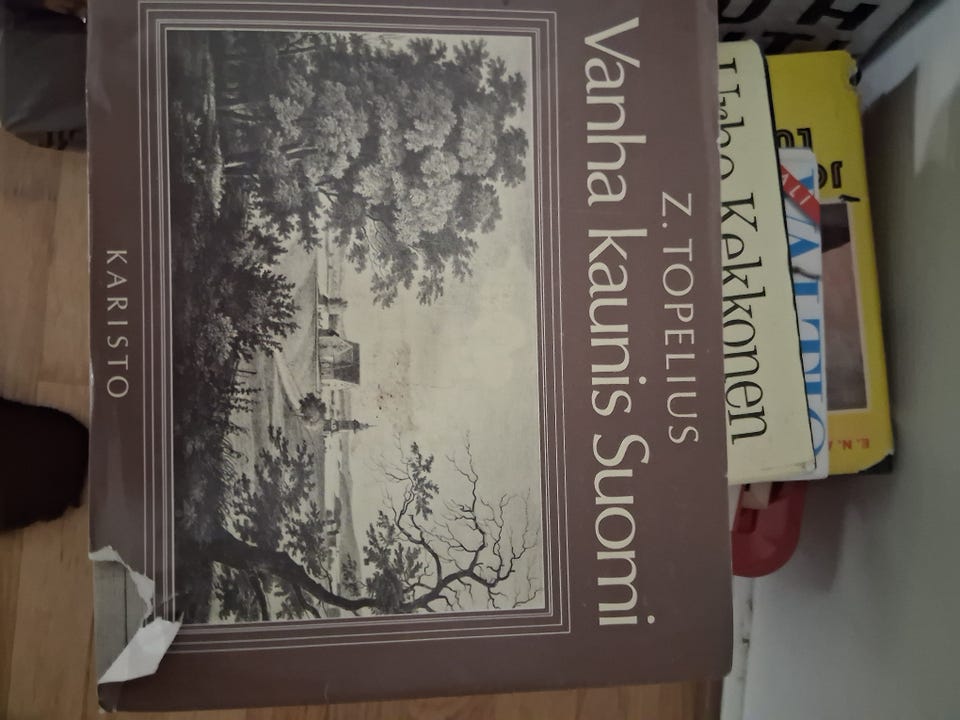 Z. TOPELIUS
Vanha kaunis Suomi
KARISTO
Urho Kekkonen